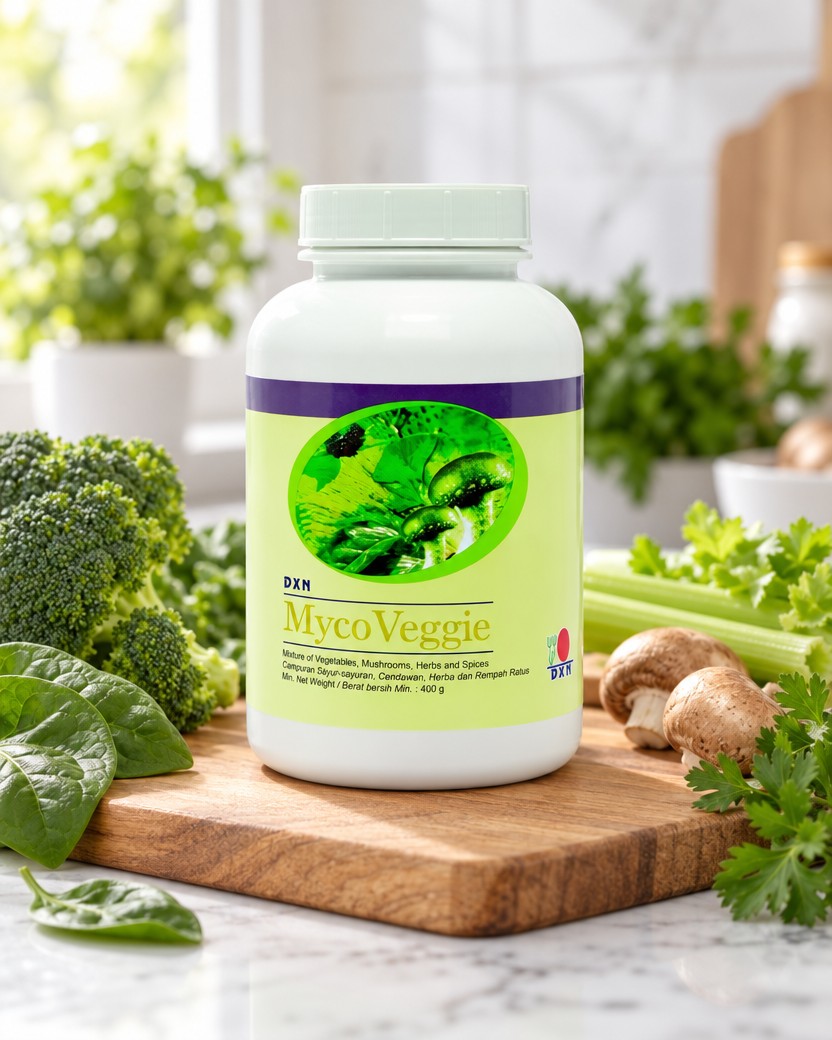 DXN
MycoVeggie
Mixture of Vegetables, Mushrooms, Herbs and Spices
Campuran Sayur-sayuran, Cendawan, Herba dan Rempah Ratus
Min. Net Weight / Berat bersih Min. : 400 g
DXN